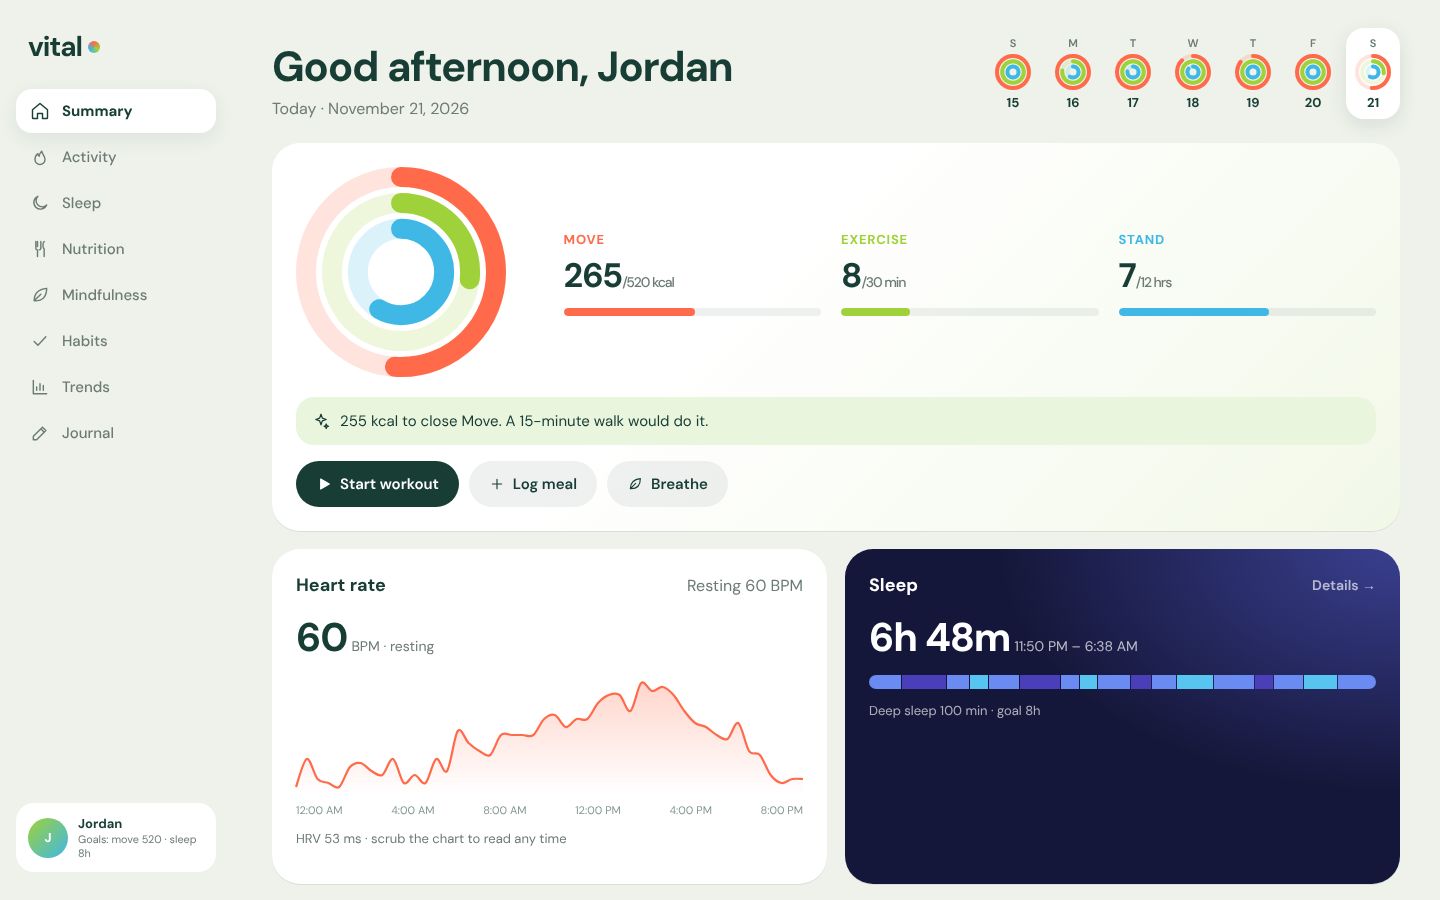 vital
Summary
Activity
Sleep
Nutrition
Mindfulness
Habits
Trends
Journal
J
Jordan
Goals: move 520 · sleep
8h
Good afternoon, Jordan
Today · November 21, 2026
S M T W T F S
15 16 17 18 19 20 21
MOVE
265/520 kcal
EXERCISE
8/30 min
STAND
7/12 hrs
255 kcal to close Move. A 15-minute walk would do it.
Start workout
Log meal
Breathe
Heart rate
Resting 60 BPM
60 BPM · resting
12:00 AM 4:00 AM 8:00 AM 12:00 PM 4:00 PM 8:00 PM
HRV 53 ms · scrub the chart to read any time
Sleep
Details →
6h 48m 11:50 PM – 6:38 AM
Deep sleep 100 min · goal 8h